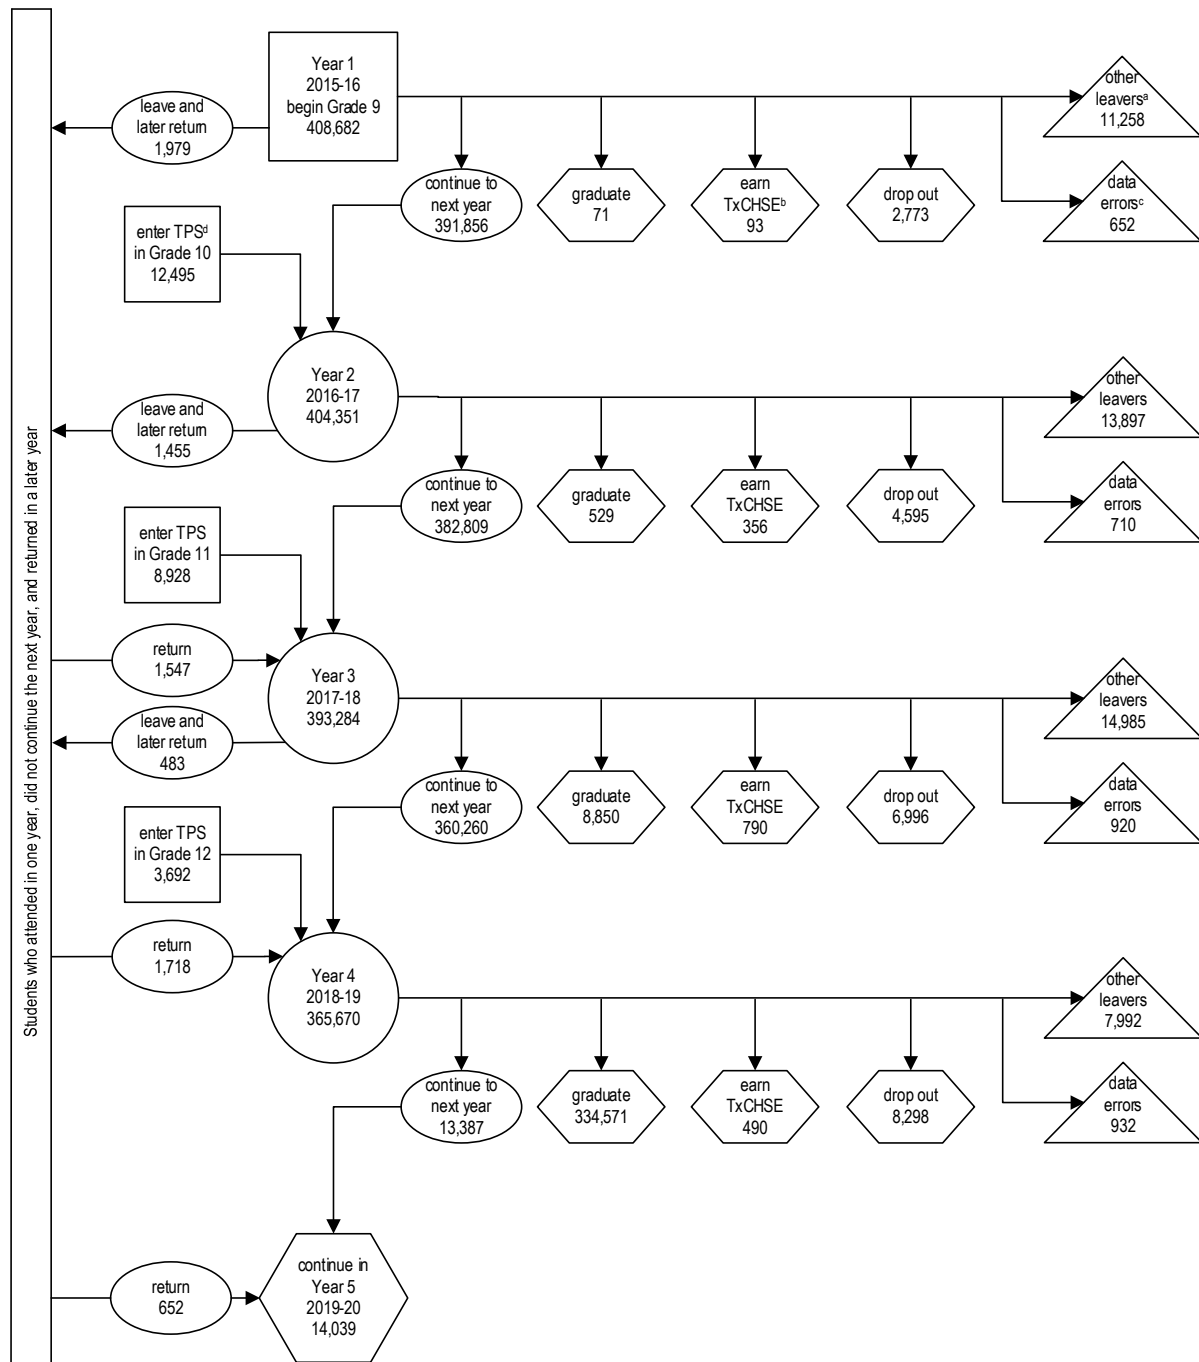 Students who attended in one year, did not continue the next year, and returned in a later year
Year 1
2015-16
begin Grade 9
408,682
leave and
later return
1,979
other
leaversᵃ
11,258
continue to
next year
391,856
graduate
71
earn
TxCHSEᵇ
93
drop out
2,773
data
errorsᶜ
652
enter TPSᵈ
in Grade 10
12,495
Year 2
2016-17
404,351
leave and
later return
1,455
other
leavers
13,897
continue to
next year
382,809
graduate
529
earn
TxCHSE
356
drop out
4,595
data
errors
710
enter TPS
in Grade 11
8,928
return
1,547
Year 3
2017-18
393,284
leave and
later return
483
other
leavers
14,985
continue to
next year
360,260
graduate
8,850
earn
TxCHSE
790
drop out
6,996
data
errors
920
enter TPS
in Grade 12
3,692
return
1,718
Year 4
2018-19
365,670
other
leavers
7,992
continue to
next year
13,387
graduate
334,571
earn
TxCHSE
490
drop out
8,298
data
errors
932
return
652
continue in
Year 5
2019-20
14,039